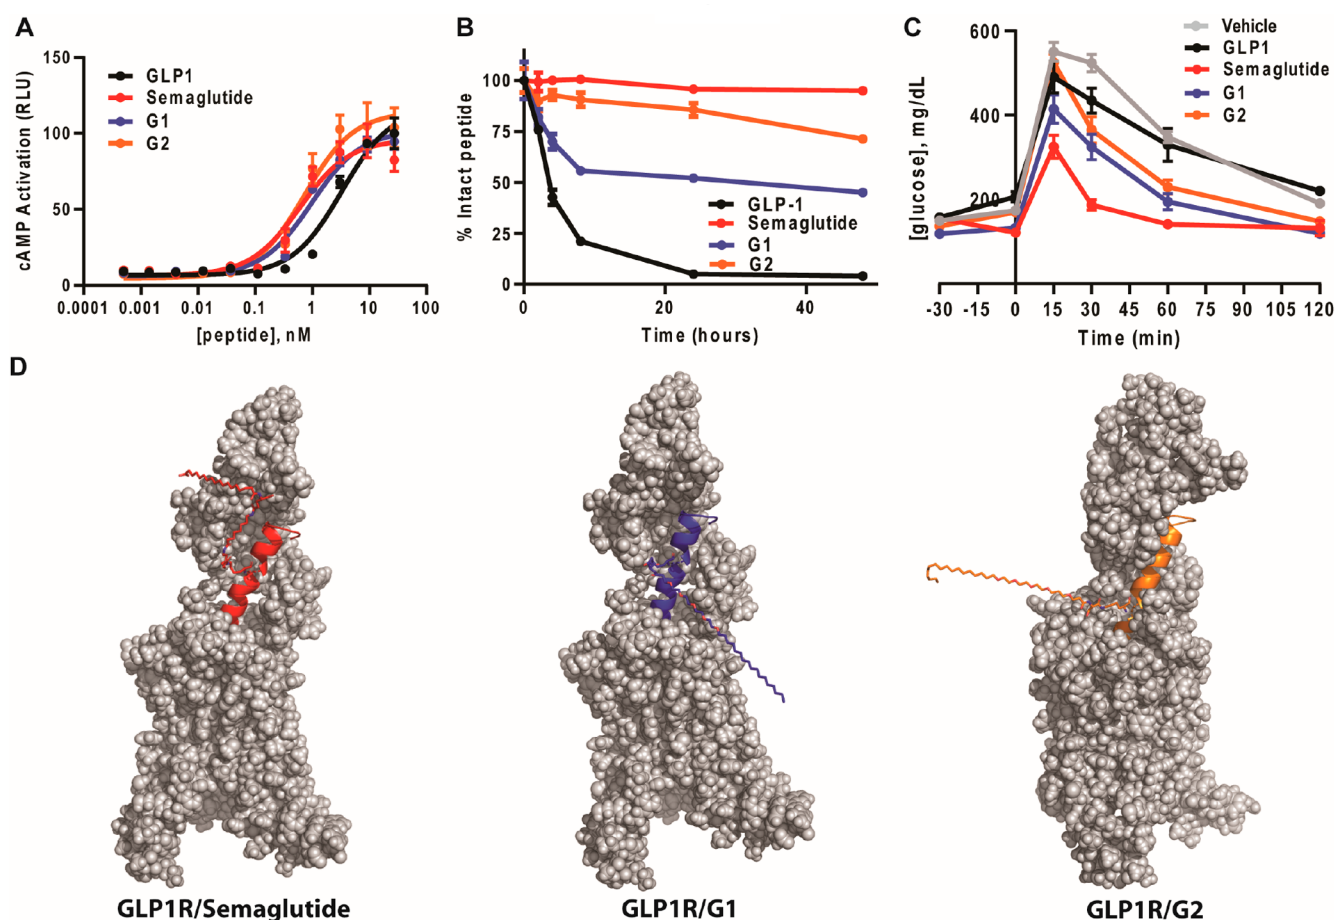 A
cAMP Activation (RLU)
150
100
50
0
0.0001
0.001
0.01
0.1
1
10
100
[peptide], nM
GLP1
Semaglutide
G1
G2
B
% Intact peptide
100
75
50
25
0
0
20
40
Time (hours)
GLP-1
Semaglutide
G1
G2
C
[glucose], mg/dL
600
400
200
-30
-15
0
15
30
45
60
75
90
105
120
Time (min)
Vehicle
GLP1
Semaglutide
G1
G2
D
GLP1R/Semaglutide
GLP1R/G1
GLP1R/G2